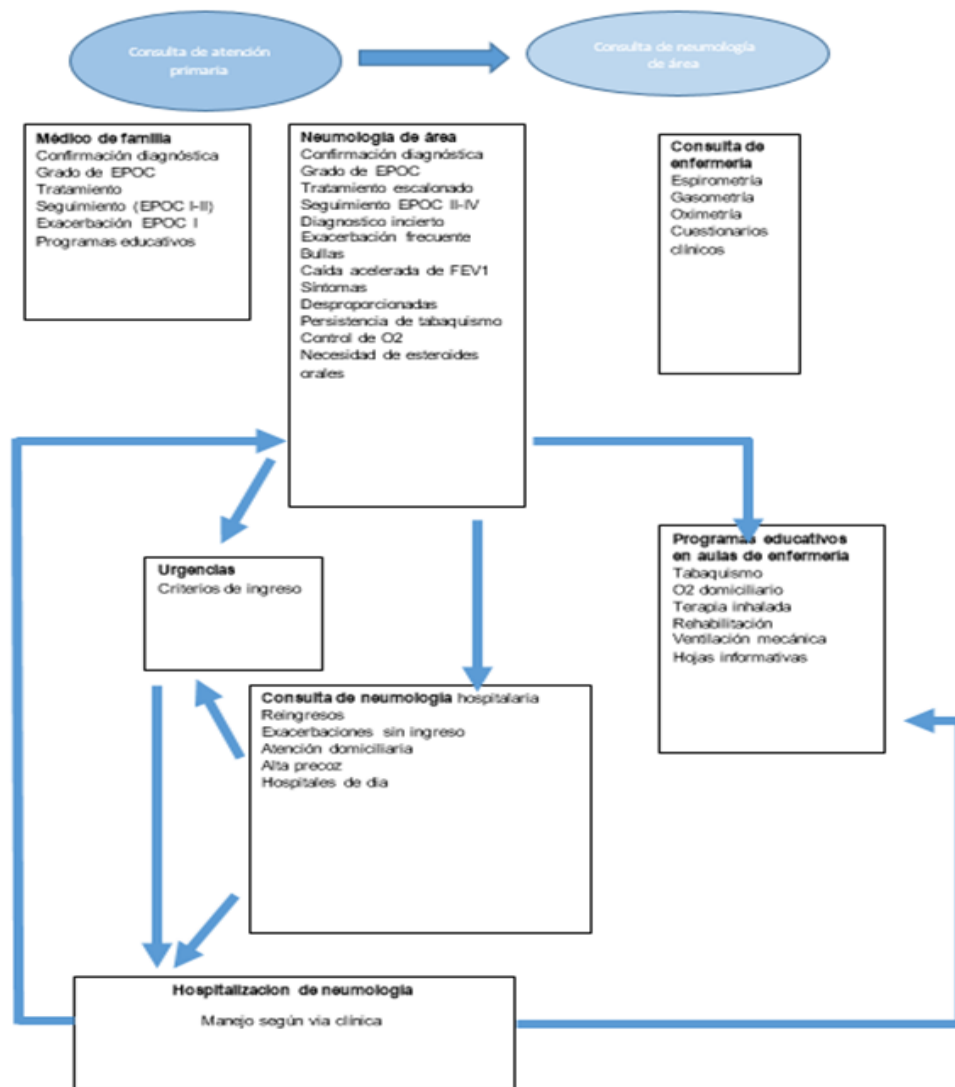 Consulta de atención
primaria
Consulta de neumología
de área
Médico de familia
Confirmación diagnóstica
Grado de EPOC
Tratamiento
Seguimiento (EPOC I-II)
Exacerbación EPOC I
Programas educativos
Neumología de área
Confirmación diagnóstica
Grado de EPOC
Tratamiento escalonado
Seguimiento EPOC II-IV
Diagnostico incierto
Exacerbación frecuente
Bullas
Caída acelerada de FEV1
Síntomas
Desproporcionadas
Persistencia de tabaquismo
Control de O2
Necesidad de esteroides
orales
Consulta de
enfermería
Espirometría
Gasometría
Oximetría
Cuestionarios
clínicos
Urgencias
Criterios de ingreso
Programas educativos
en aulas de enfermería
Tabaquismo
O2 domiciliario
Terapia inhalada
Rehabilitación
Ventilación mecánica
Hojas informativas
Consulta de neumología hospitalaria
Reingresos
Exacerbaciones sin ingreso
Atención domiciliaria
Alta precoz
Hospitales de dia
Hospitalizacion de neumología
Manejo según via clínica